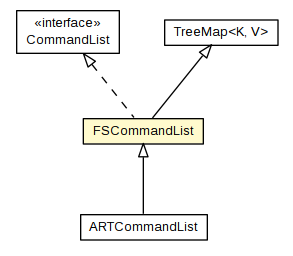 «interface»
CommandList
TreeMap<K, V>
FSCommandList
ARTCommandList